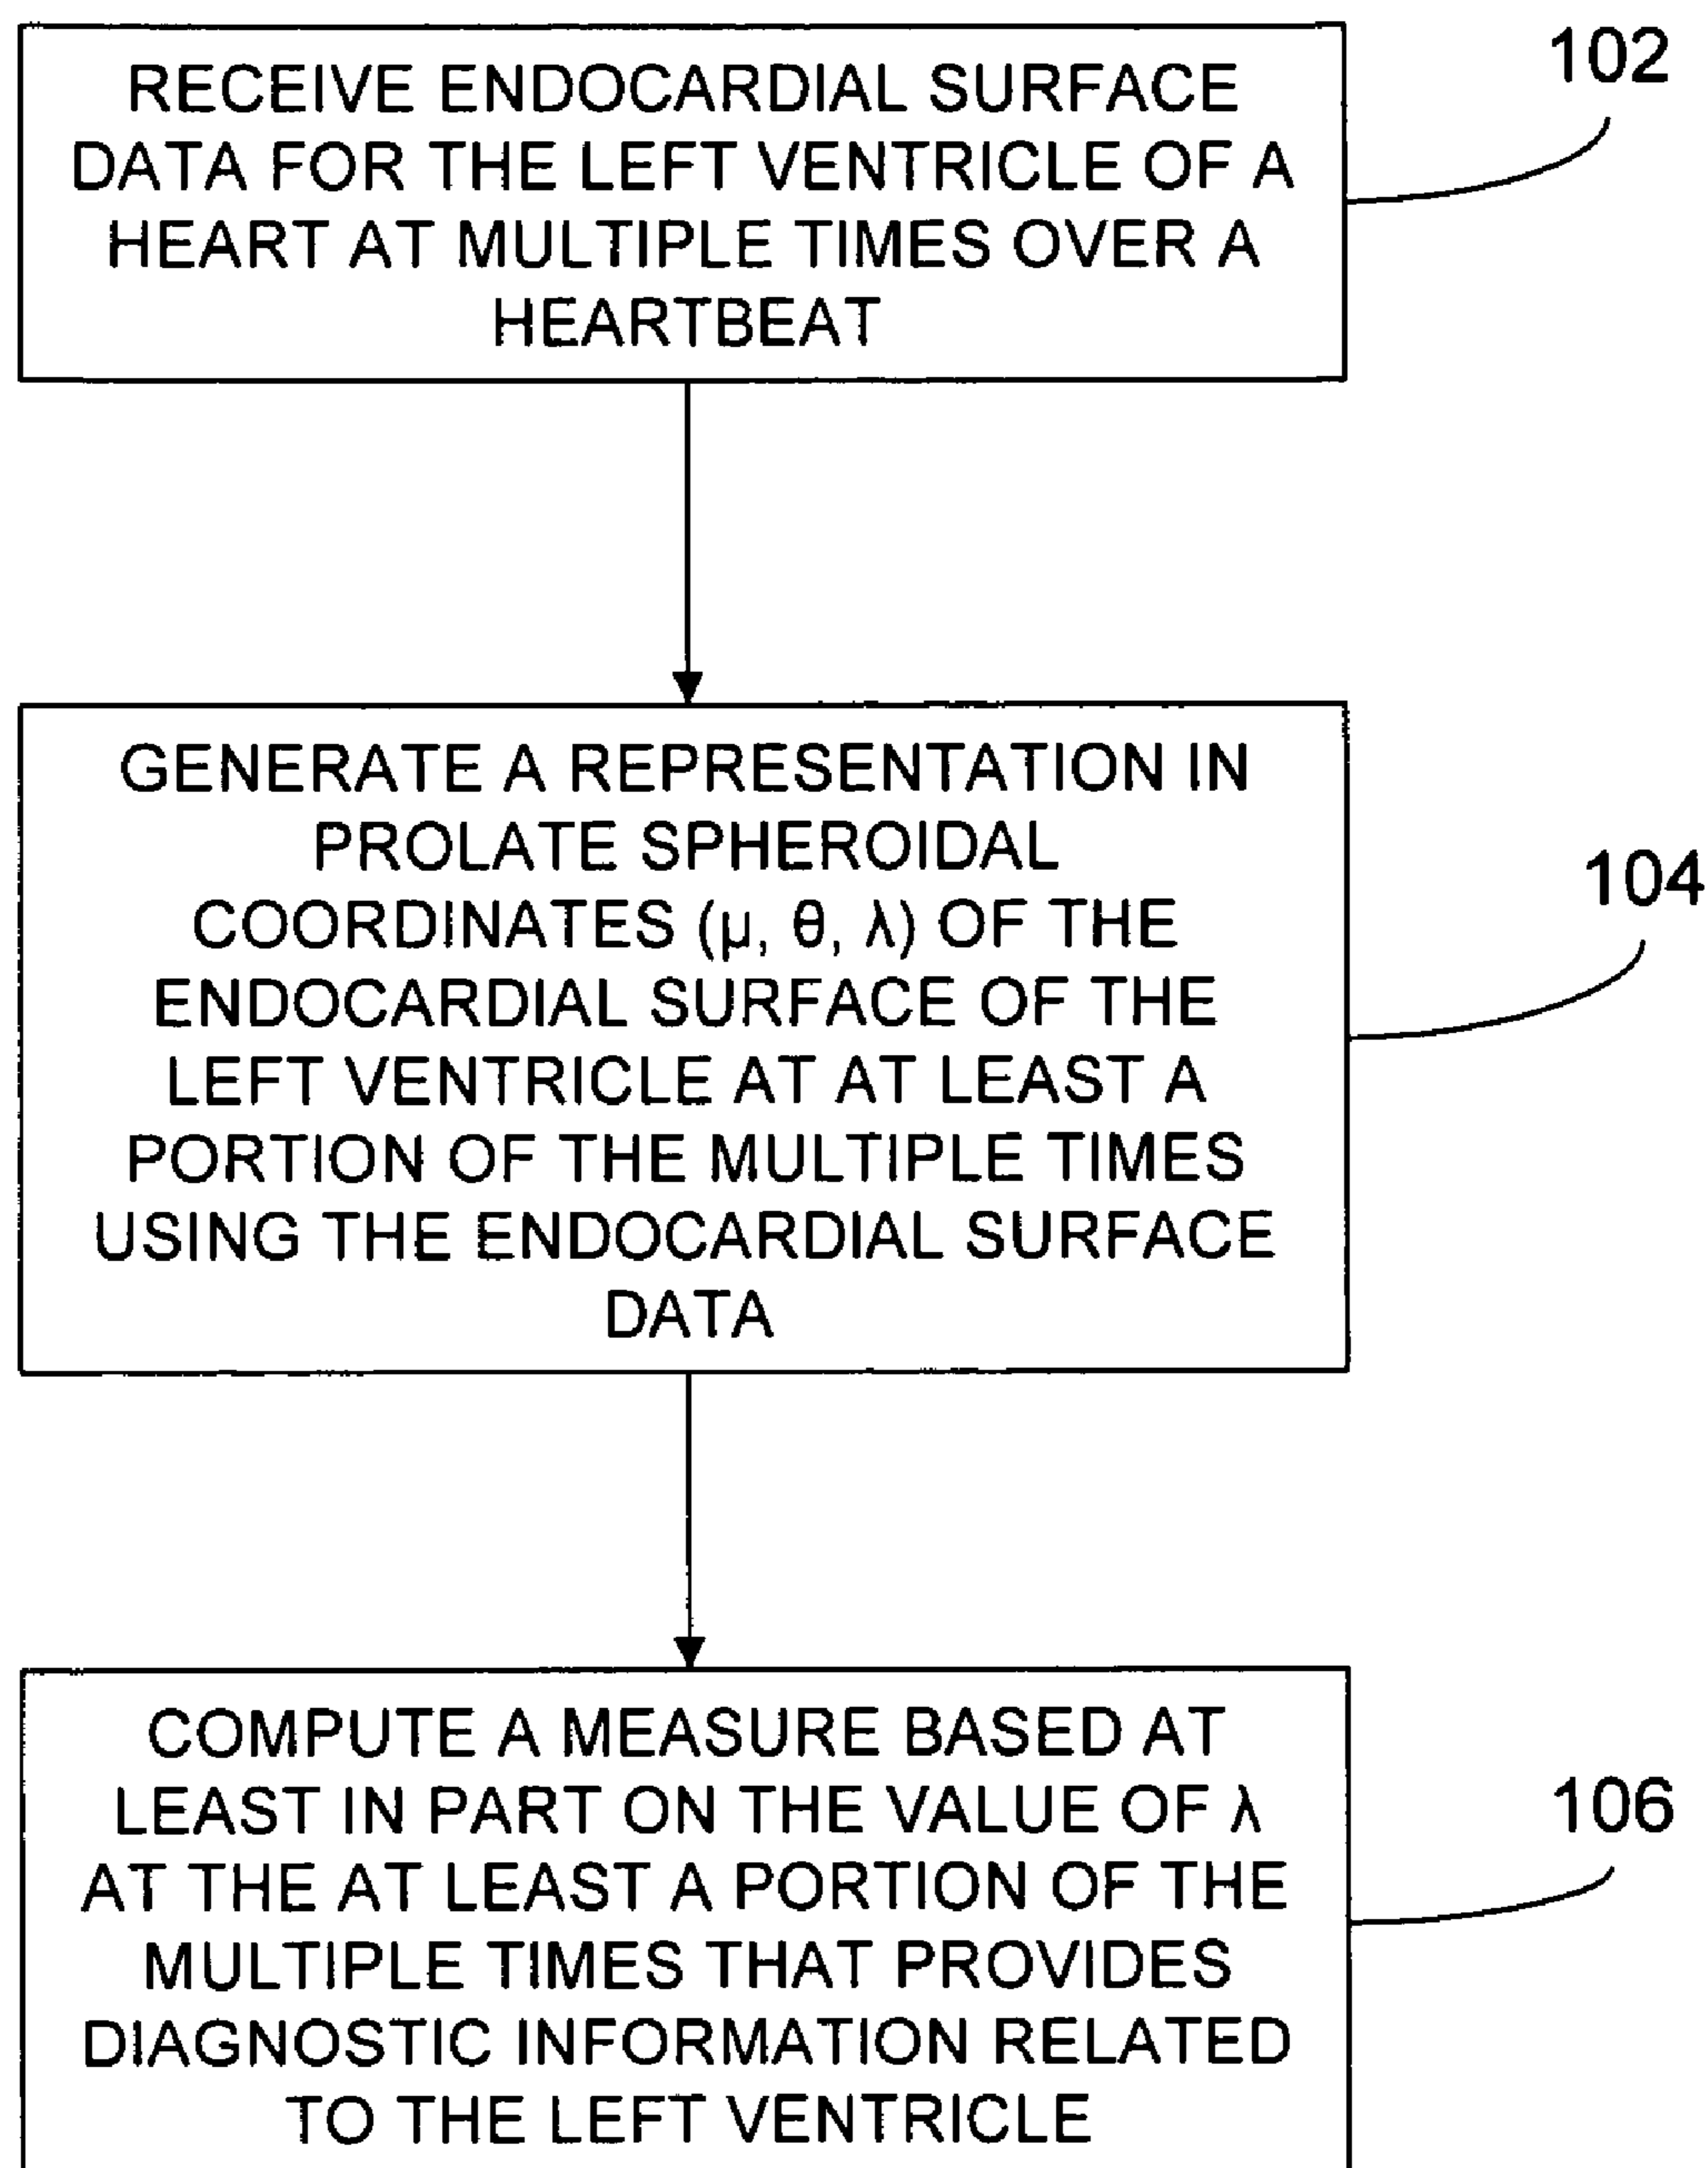 RECEIVE ENDOCARDIAL SURFACE
DATA FOR THE LEFT VENTRICLE OF A
HEART AT MULTIPLE TIMES OVER A
HEARTBEAT
102
GENERATE A REPRESENTATION IN
PROLATE SPHEROIDAL
COORDINATES (μ, θ, λ) OF THE
ENDOCARDIAL SURFACE OF THE
LEFT VENTRICLE AT AT LEAST A
PORTION OF THE MULTIPLE TIMES
USING THE ENDOCARDIAL SURFACE
DATA
104
COMPUTE A MEASURE BASED AT
LEAST IN PART ON THE VALUE OF λ
AT THE AT LEAST A PORTION OF THE
MULTIPLE TIMES THAT PROVIDES
DIAGNOSTIC INFORMATION RELATED
TO THE LEFT VENTRICLE
106